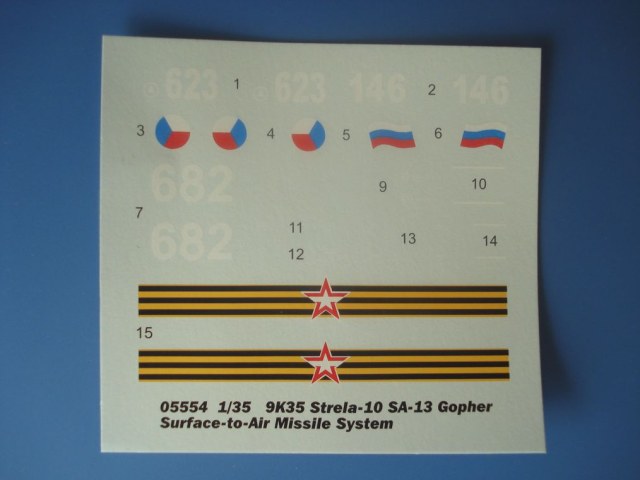 623 1 623 146 2 146
3 4 5 6
682 9 10
7
682 11 13 14
12
15
05554 1/35 9K35 Strela-10 SA-13 Gopher
Surface-to-Air Missile System